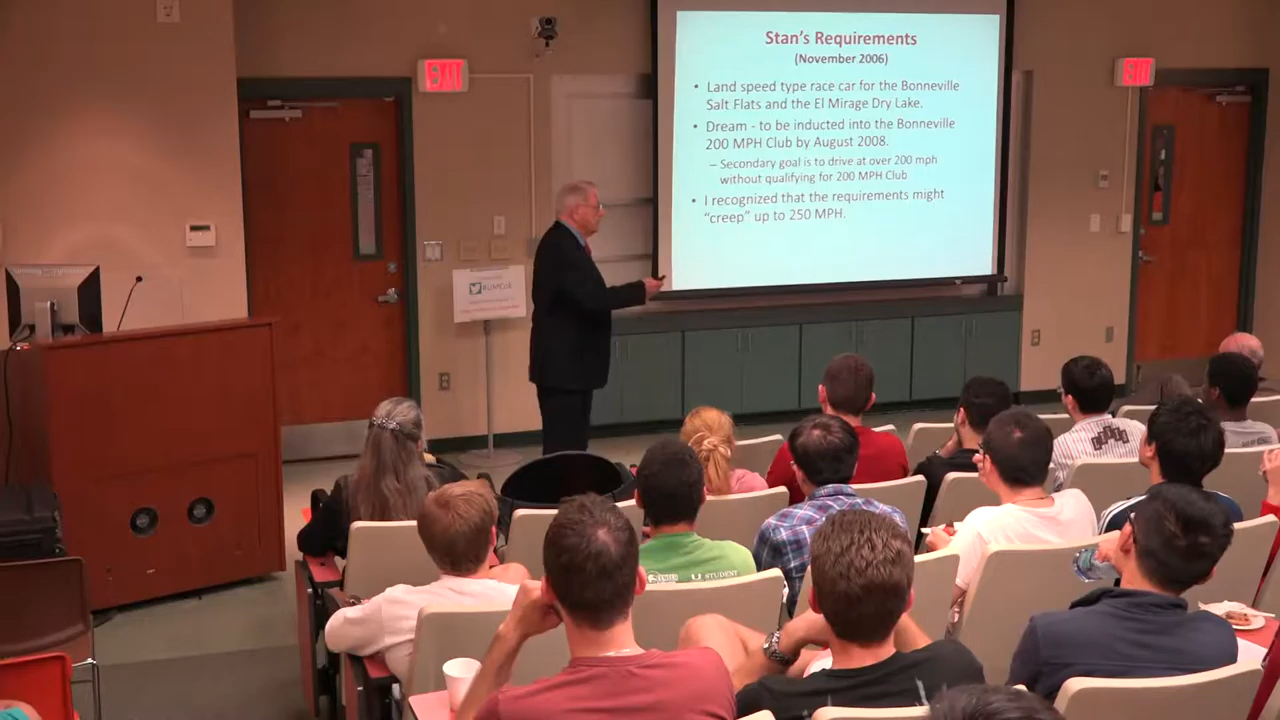 Stan's Requirements
(November 2006)
• Land speed type race car for the Bonneville
Salt Flats and the El Mirage Dry Lake.
• Dream - to be inducted into the Bonneville
200 MPH Club by August 2008.
– Secondary goal is to drive at over 200 mph
without qualifying for 200 MPH Club
• I recognized that the requirements might
"creep" up to 250 MPH.
EXIT
EXIT
U STUDENT